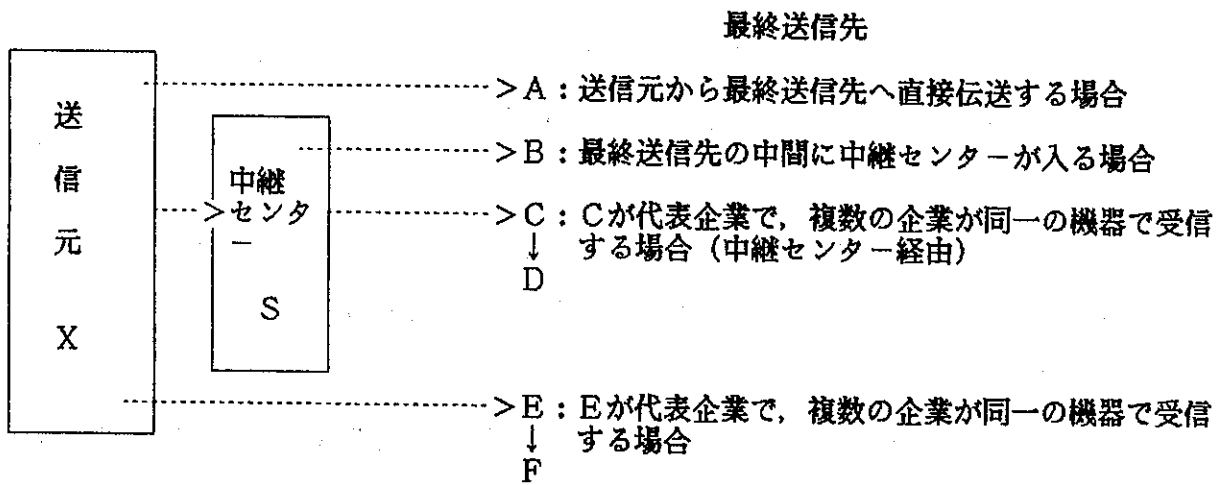 最終送信先
送信元 X
中継
センタ
ー
S
>A：送信元から最終送信先へ直接伝送する場合
>B：最終送信先の中間に中継センターが入る場合
>
>C：Cが代表企業で，複数の企業が同一の機器で受信
↓ する場合（中継センター経由）
D
>E：Eが代表企業で，複数の企業が同一の機器で受信
↓ する場合
F